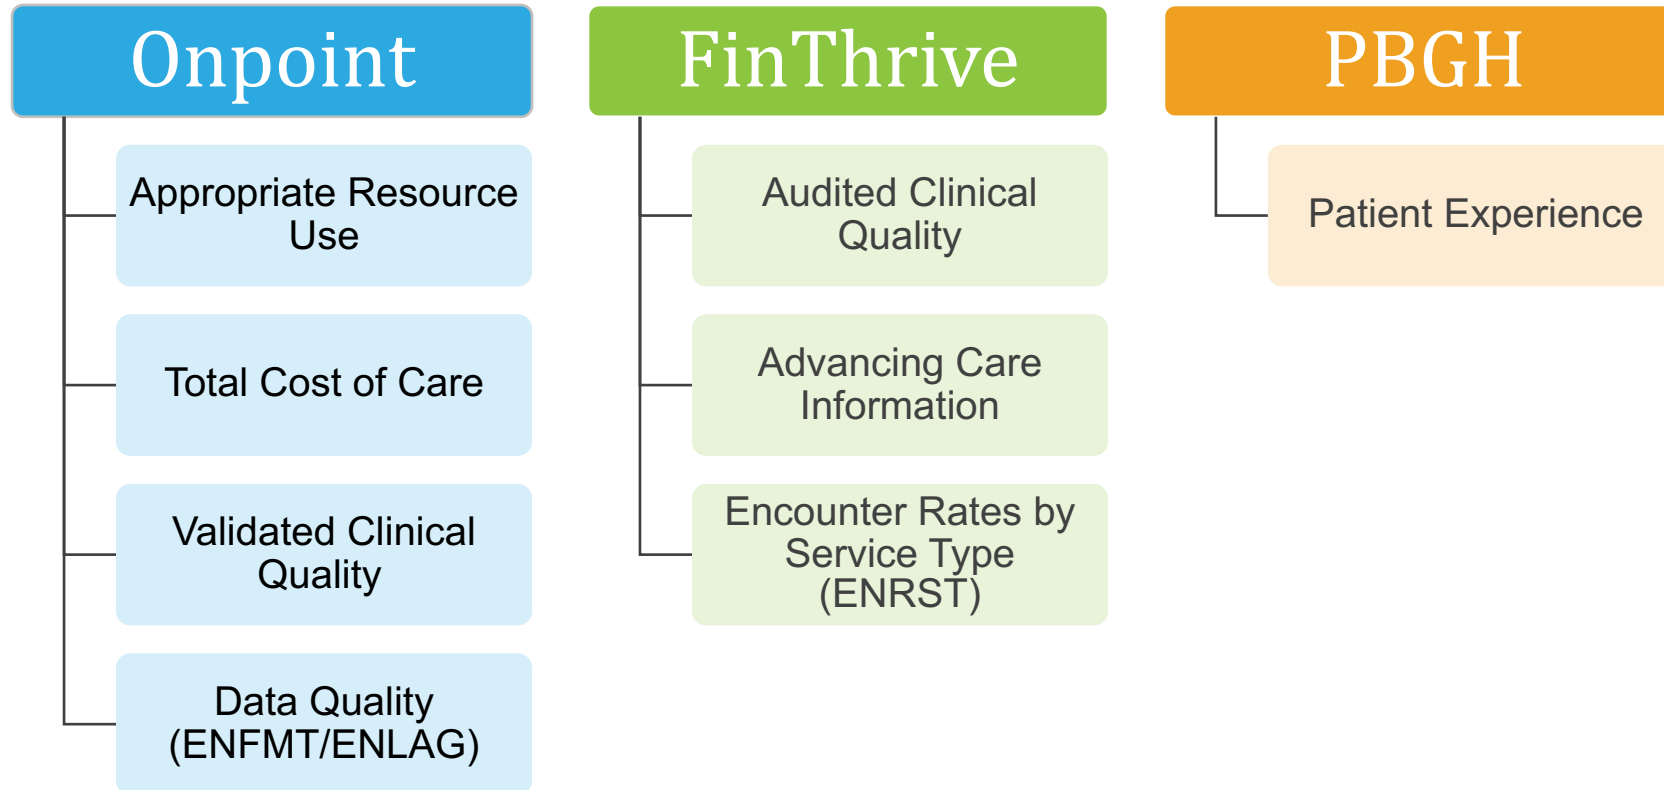 Onpoint
Appropriate Resource
Use
Total Cost of Care
Validated Clinical
Quality
Data Quality
(ENFMT/ENLAG)
FinThrive
Audited Clinical
Quality
Advancing Care
Information
Encounter Rates by
Service Type
(ENRST)
PBGH
Patient Experience